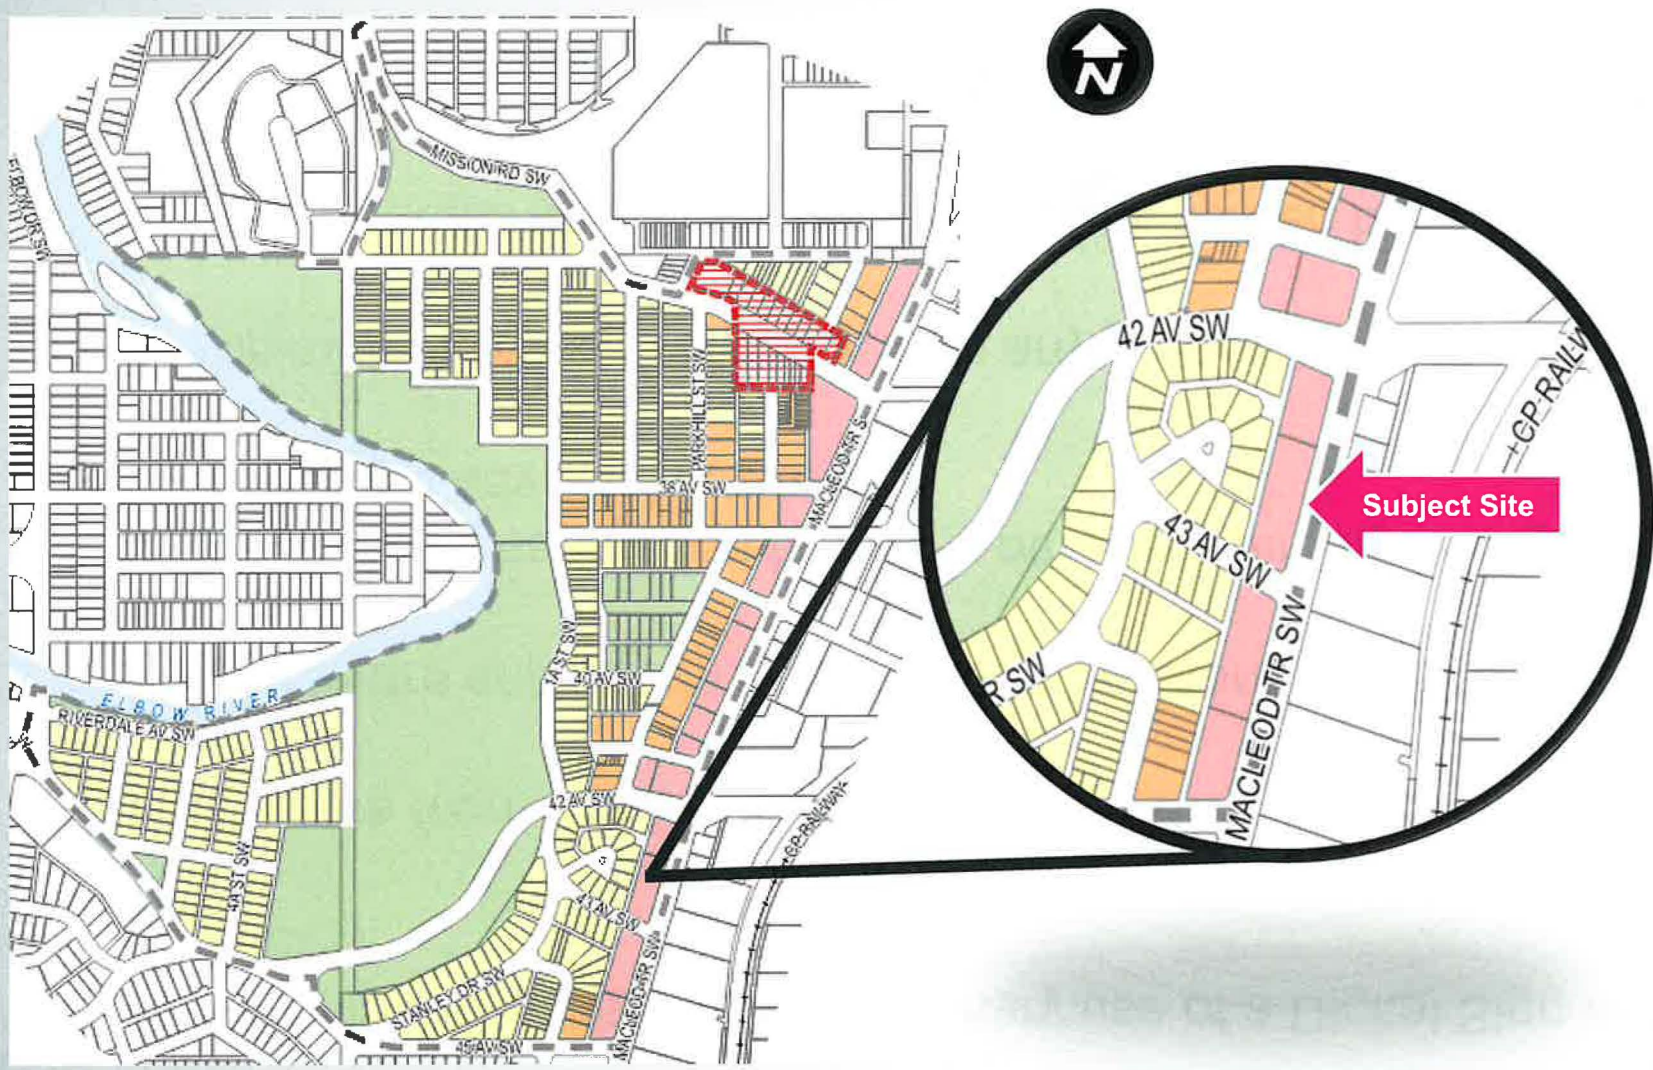 N
MISSION RD SW
ELBOW DR SW
PARKHILL ST SW
MACLEOD TR S
38 AV SW
1A ST SW
40 AV SW
ELBOW RIVER
RIVERDALE AV SW
42 AV SW
4A ST SW
43 AV SW
STANLEY DR SW
MACLEOD TR SW
45 AV SW
CP RAILWAY
42 AV SW
43 AV SW
R SW
MACLEOD TR SW
CP RAILW
Subject Site